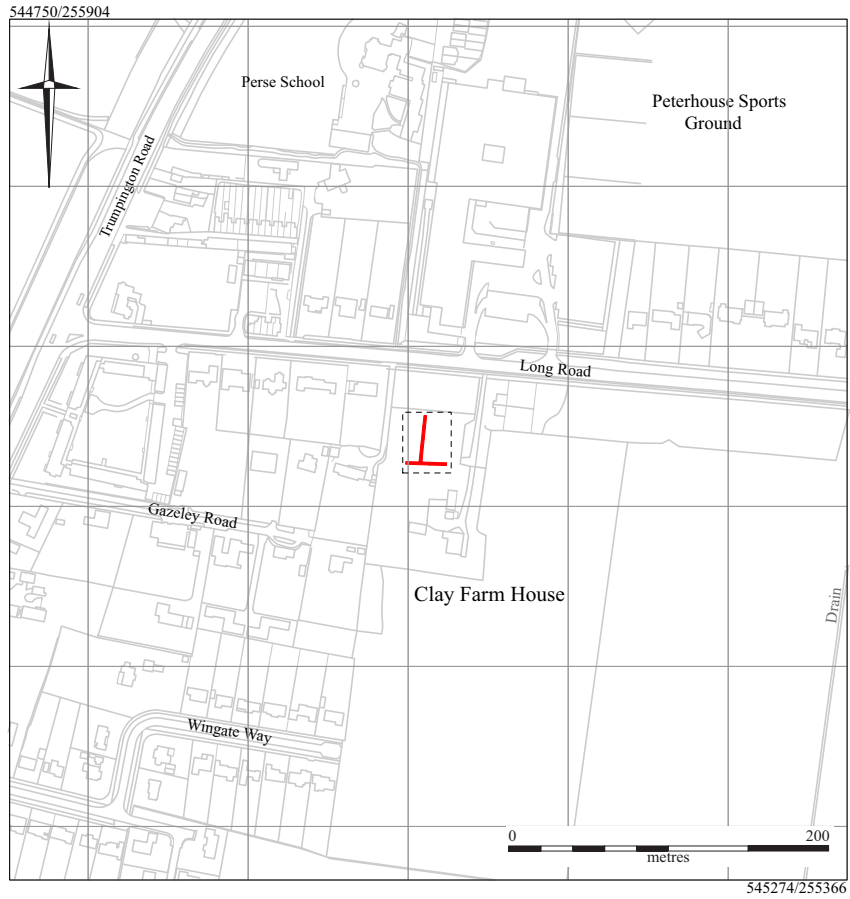 544750/255904
Perse School
Peterhouse Sports
Ground
Trumpington Road
Long Road
Gazeley Road
Clay Farm House
Drain
Wingate Way
0 200
metres
545274/255366